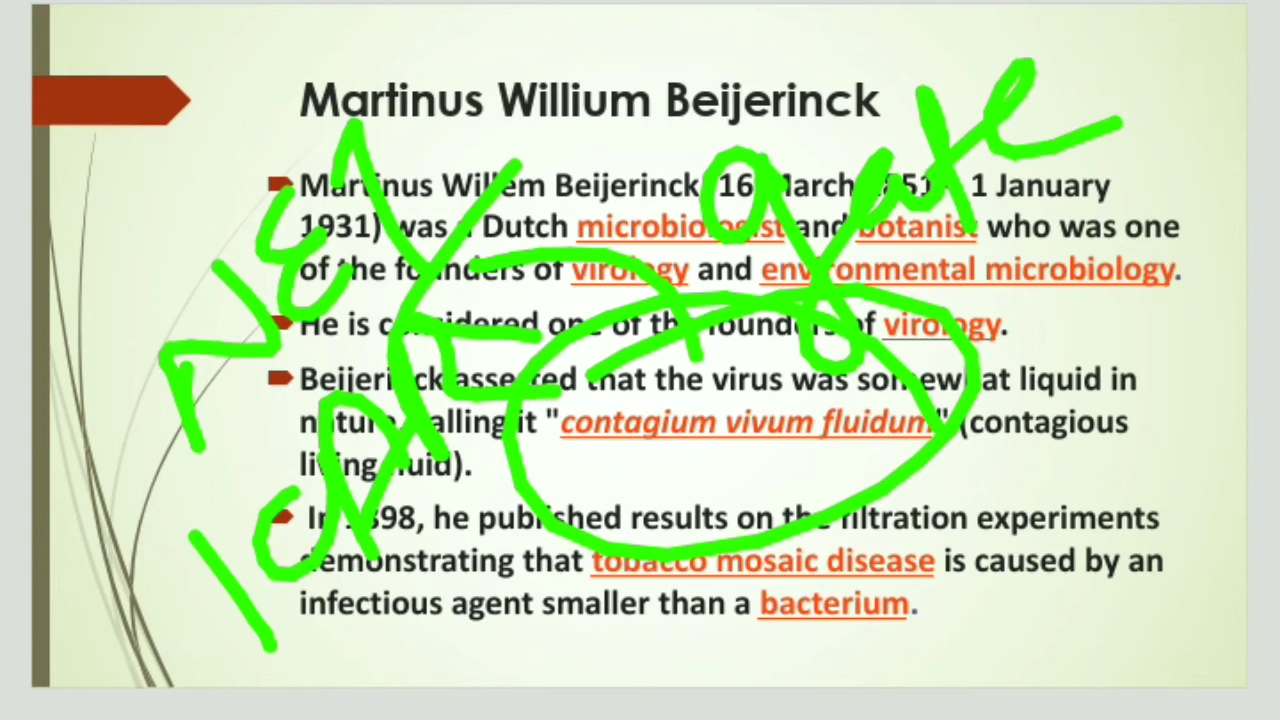 Martinus Willium Beijerinck
Martinus Willem Beijerinck (16 March 1851 – 1 January
1931) was a Dutch microbiologist and botanist who was one
of the founders of virology and environmental microbiology.
He is considered one of the founders of virology.
Beijerinck asserted that the virus was somewhat liquid in
nature, calling it "contagium vivum fluidum" (contagious
living fluid).
In 1898, he published results on the filtration experiments
demonstrating that tobacco mosaic disease is caused by an
infectious agent smaller than a bacterium.
NET
ICAR
gate